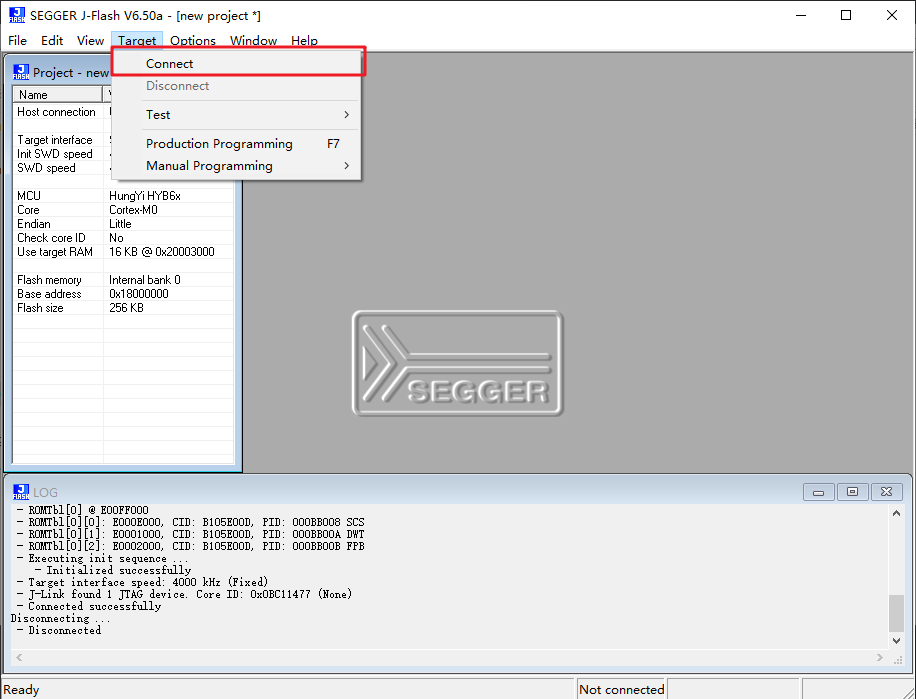 SEGGER J-Flash V6.50a - [new project *]
File Edit View Target Options Window Help
Project - new
Connect
Disconnect
Test
Production Programming F7
Manual Programming
Name
Host connection
Target interface
Init SWD speed
SWD speed
MCU HungYi HYB6x
Core Cortex-M0
Endian Little
Check core ID No
Use target RAM 16 KB @ 0x20003000
Flash memory Internal bank 0
Base address 0x18000000
Flash size 256 KB
SEGGER
LOG
- ROMTbl[0] @ E00FF000
- ROMTbl[0][0]: E000E000, CID: B105E00D, PID: 000BB008 SCS
- ROMTbl[0][1]: E0001000, CID: B105E00D, PID: 000BB00A DWT
- ROMTbl[0][2]: E0002000, CID: B105E00D, PID: 000BB00B FPB
- Executing init sequence ...
- Initialized successfully
- Target interface speed: 4000 kHz (Fixed)
- J-Link found 1 JTAG device. Core ID: 0x0BC11477 (None)
- Connected successfully
Disconnecting ...
- Disconnected
Ready
Not connected